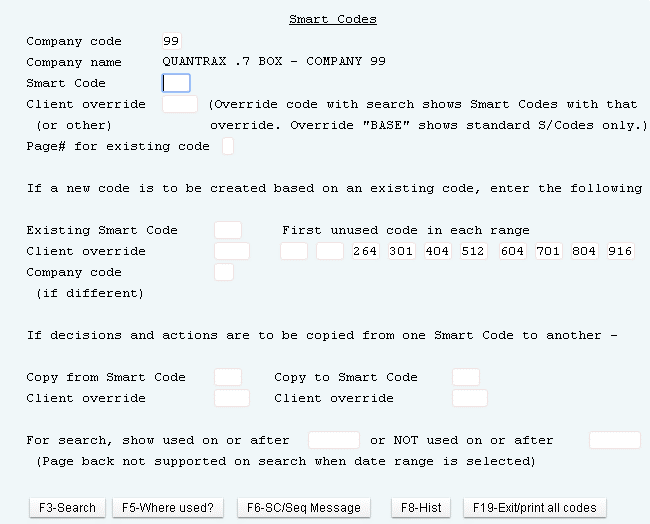 Smart Codes
Company code 99
Company name QUANTRAX .7 BOX - COMPANY 99
Smart Code
Client override (Override code with search shows Smart Codes with that
(or other) override. Override "BASE" shows standard S/Codes only.)
Page# for existing code
If a new code is to be created based on an existing code, enter the following
Existing Smart Code First unused code in each range
Client override 264 301 404 512 604 701 804 916
Company code
(if different)
If decisions and actions are to be copied from one Smart Code to another -
Copy from Smart Code Copy to Smart Code
Client override Client override
For search, show used on or after or NOT used on or after
(Page back not supported on search when date range is selected)
F3-Search F5-Where used? F6-SC/Seq Message F8-Hist F19-Exit/print all codes